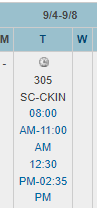 9/4-9/8
M T W
-
305
SC-CKIN
08:00
AM-11:00
AM
12:30
PM-02:35
PM